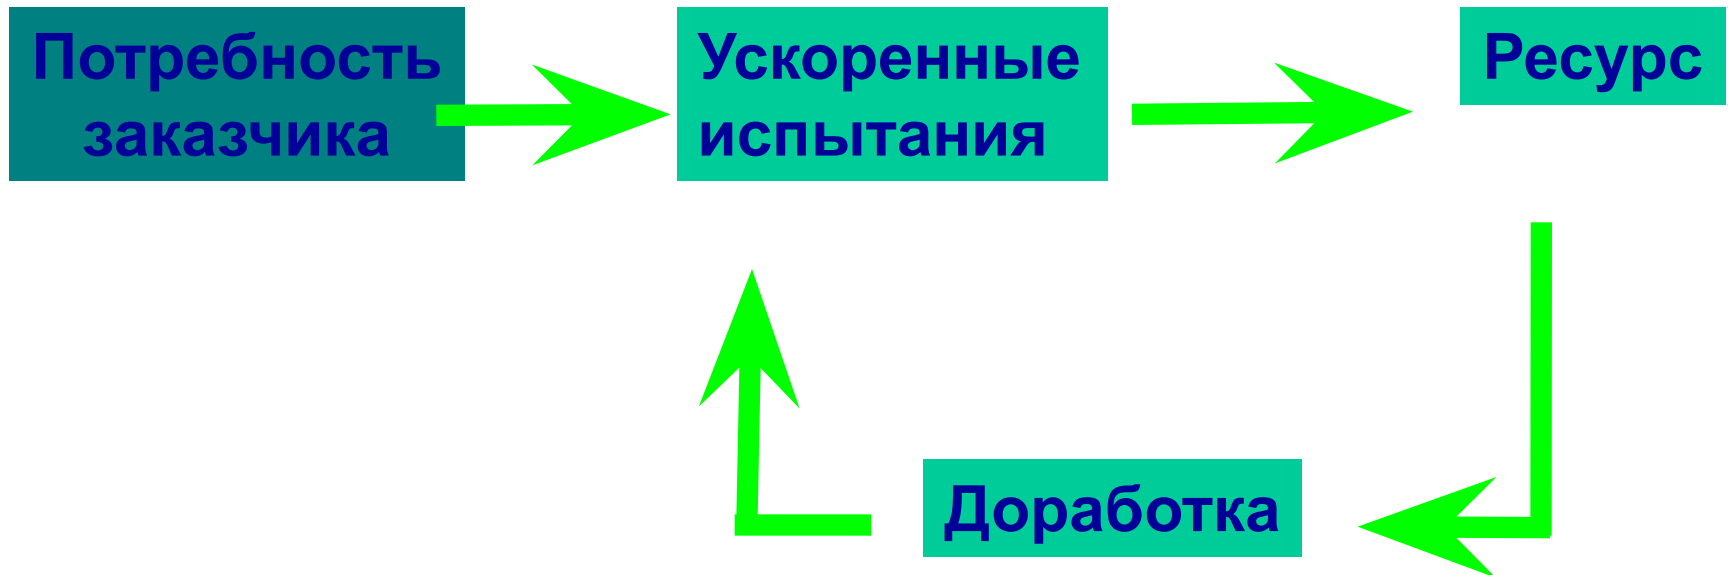 Потребность
заказчика
Ускоренные
испытания
Ресурс
Доработка